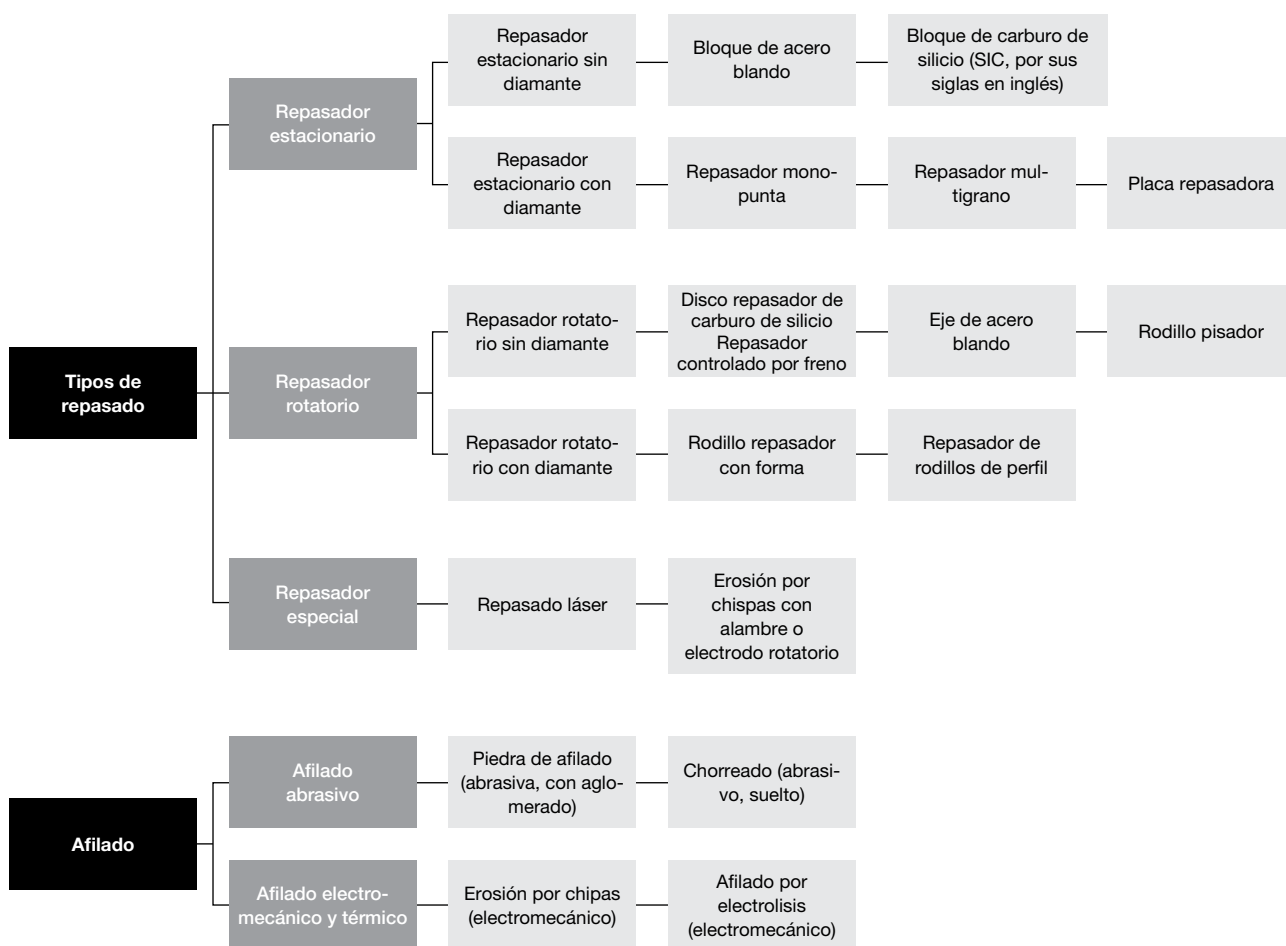 Repasador
estacionario sin
diamante
Bloque de acero
blando
Bloque de carburo de
silicio (SIC, por sus
siglas en inglés)
Repasador
estacionario
Repasador
estacionario con
diamante
Repasador mono-
punta
Repasador mul-
tigrano
Placa repasadora
Tipos de
repasado
Repasador
rotatorio
Repasador rotato-
rio sin diamante
Disco repasador de
carburo de silicio
Repasador
controlado por freno
Eje de acero
blando
Rodillo pisador
Repasador rotato-
rio con diamante
Rodillo repasador
con forma
Repasador de
rodillos de perfil
Repasador
especial
Repasado láser
Erosión por
chispas con
alambre o
electrodo rotatorio
Afilado
Afilado
abrasivo
Piedra de afilado
(abrasiva, con aglo-
merado)
Chorreado (abrasi-
vo, suelto)
Afilado electro-
mecánico y térmico
Erosión por chipas
(electromecánico)
Afilado por
electrolisis
(electromecánico)